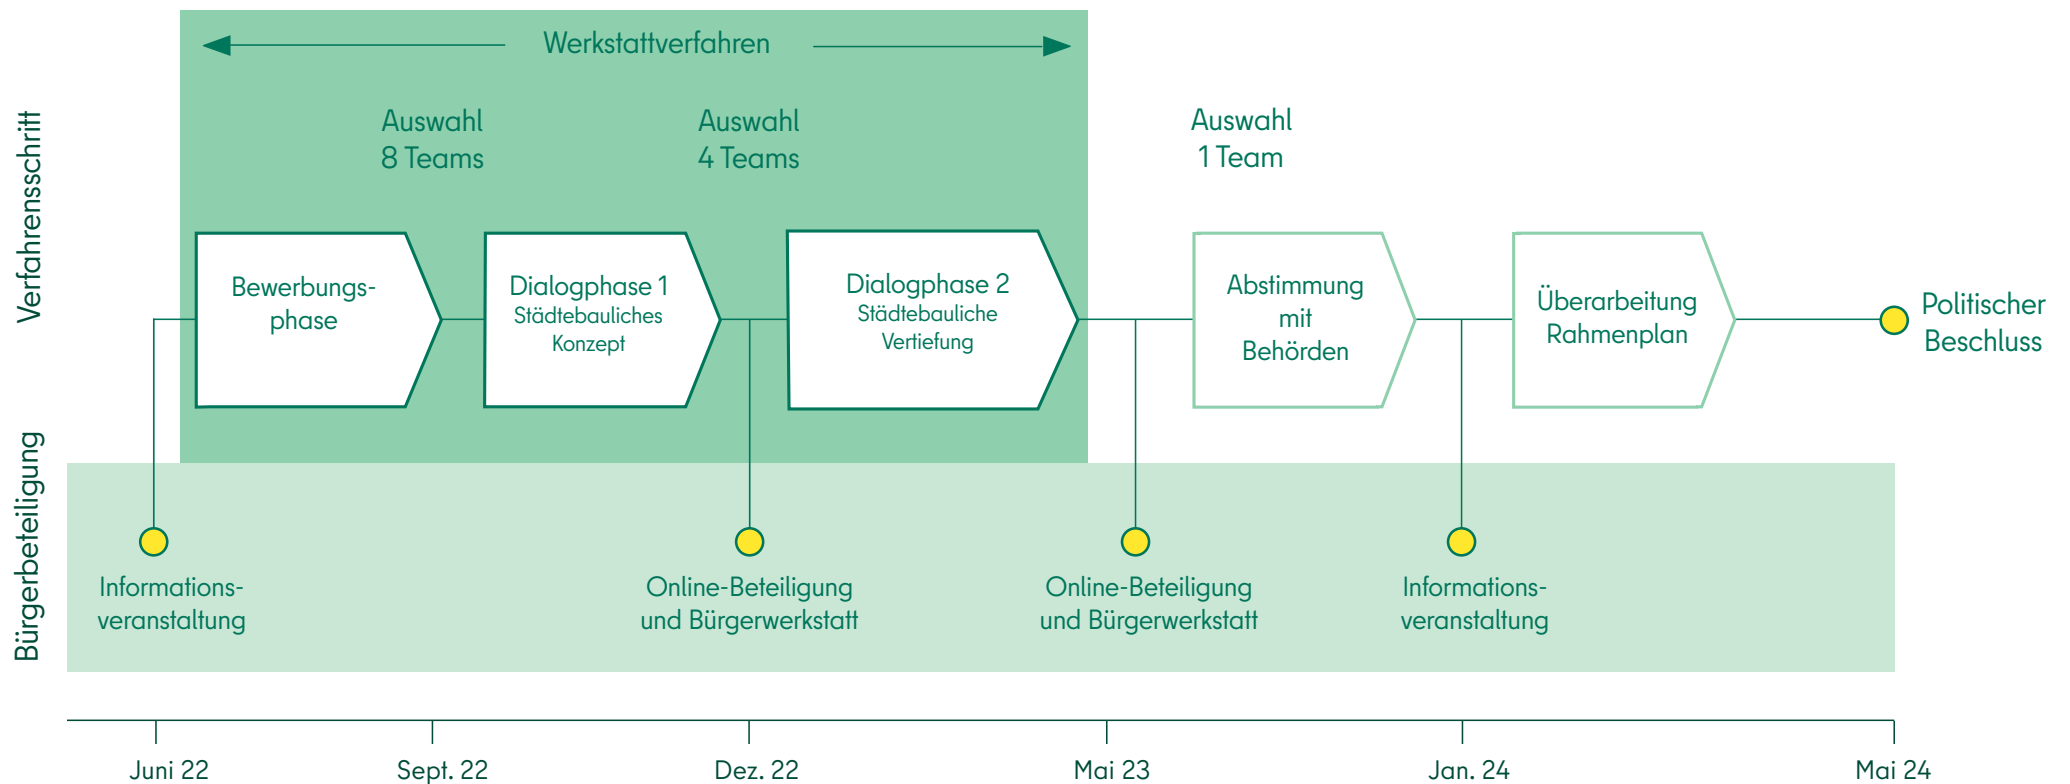 Werkstattverfahren
Verfahrensschritt
Auswahl
8 Teams
Auswahl
4 Teams
Auswahl
1 Team
Bewerbungs-
phase
Dialogphase 1
Städtebauliches
Konzept
Dialogphase 2
Städtebauliche
Vertiefung
Abstimmung
mit
Behörden
Überarbeitung
Rahmenplan
Politischer
Beschluss
Bürgerbeteiligung
Informations-
veranstaltung
Online-Beteiligung
und Bürgerwerkstatt
Online-Beteiligung
und Bürgerwerkstatt
Informations-
veranstaltung
Juni 22
Sept. 22
Dez. 22
Mai 23
Jan. 24
Mai 24